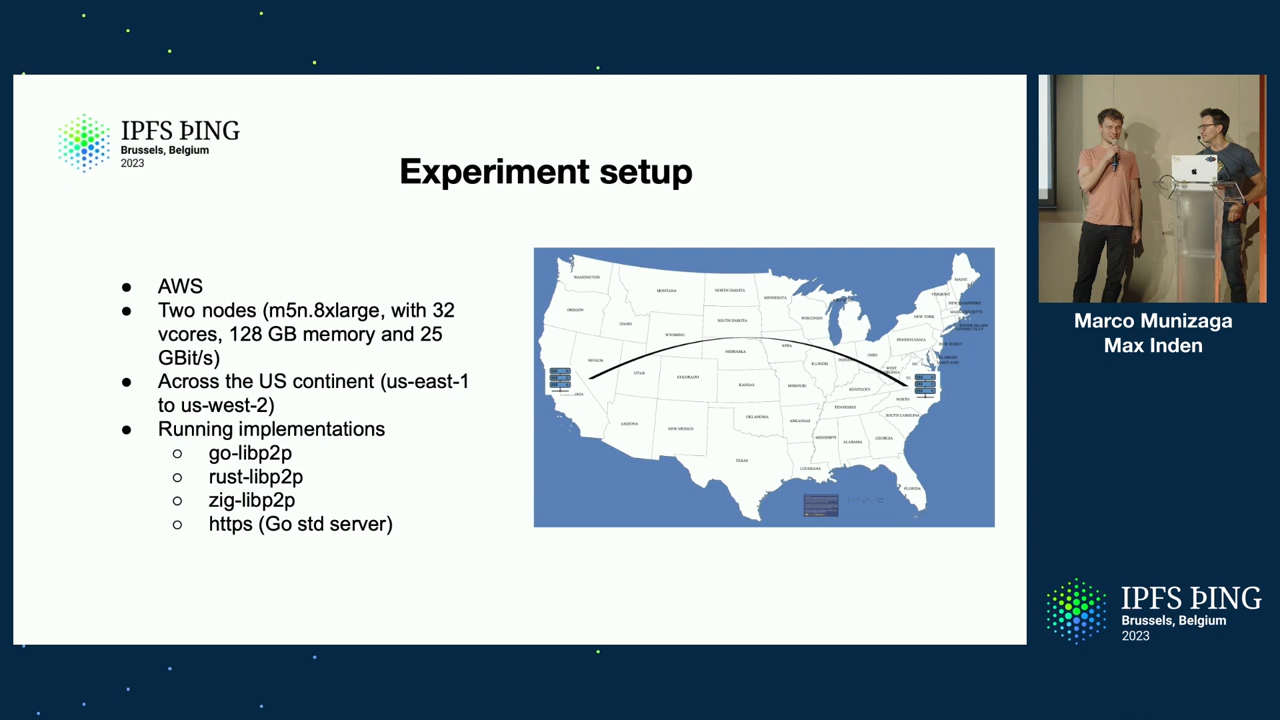 IPFS ÞING
Brussels, Belgium
2023
Experiment setup
● AWS
● Two nodes (m5n.8xlarge, with 32
vcores, 128 GB memory and 25
GBit/s)
● Across the US continent (us-east-1
to us-west-2)
● Running implementations
○ go-libp2p
○ rust-libp2p
○ zig-libp2p
○ https (Go std server)
WASHINGTON
MONTANA
NORTH DAKOTA
MINNESOTA
MAINE
VERMONT
OREGON
IDAHO
SOUTH DAKOTA
WISCONSIN
NEW YORK
WYOMING
PENNSYLVANIA
NEVADA
UTAH
COLORADO
NEBRASKA
IOWA
ILLINOIS
OHIO
WEST
KANSAS
MISSOURI
KENTUCKY
NORTH
TENNESSEE
SOUTH CAROLINA
ARIZONA
NEW MEXICO
OKLAHOMA
ARKANSAS
MISSISSIPPI
ALABAMA
GEORGIA
TEXAS
LOUISIANA
FLORIDA
Marco Munizaga
Max Inden
IPFS ÞING
Brussels, Belgium
2023